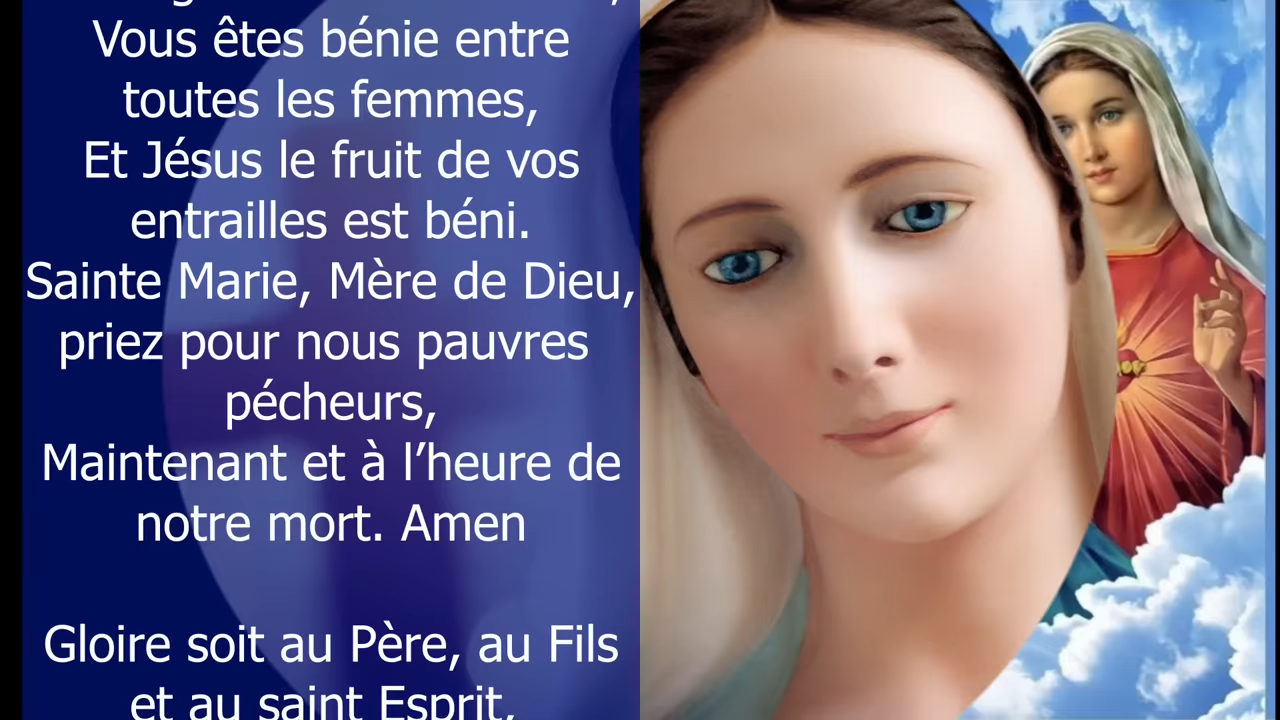 Vous êtes bénie entre
toutes les femmes,
Et Jésus le fruit de vos
entrailles est béni.
Sainte Marie, Mère de Dieu,
priez pour nous pauvres
pécheurs,
Maintenant et à l’heure de
notre mort. Amen
Gloire soit au Père, au Fils
et au saint Esprit,